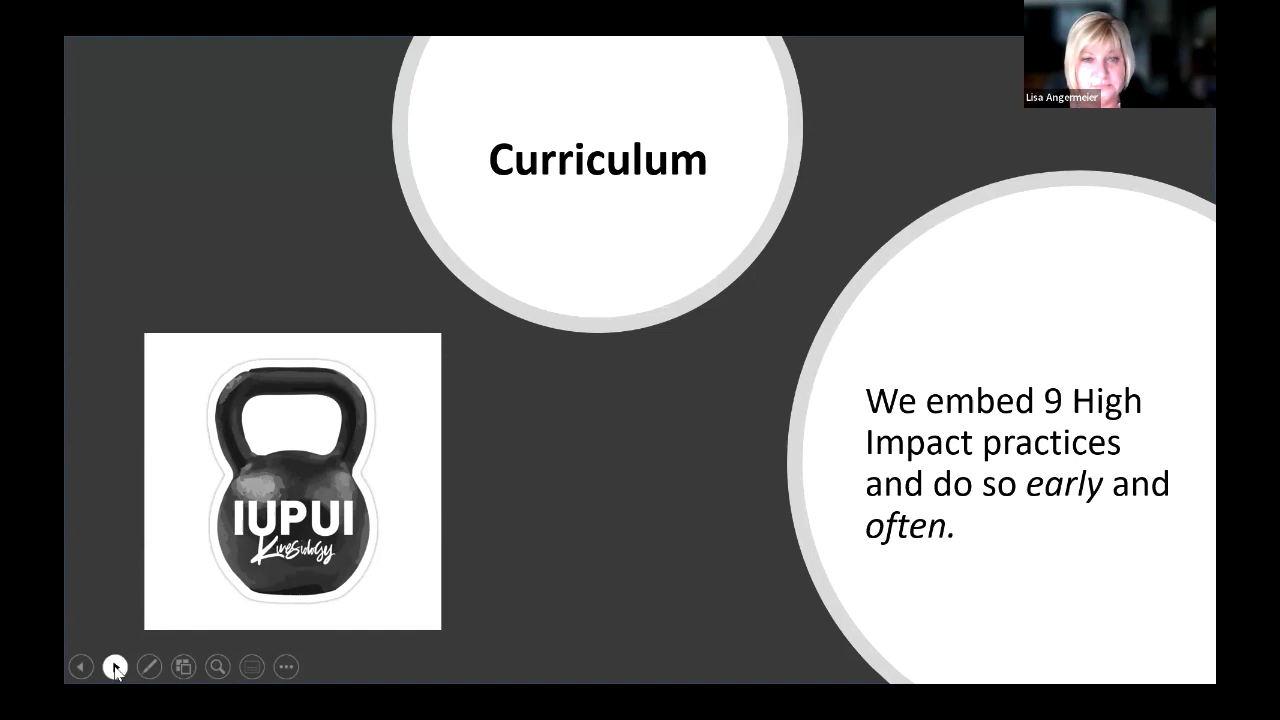 Lisa Angermeier
Curriculum
We embed 9 High
Impact practices
and do so early and
often.
IUPUI
Kinesiology